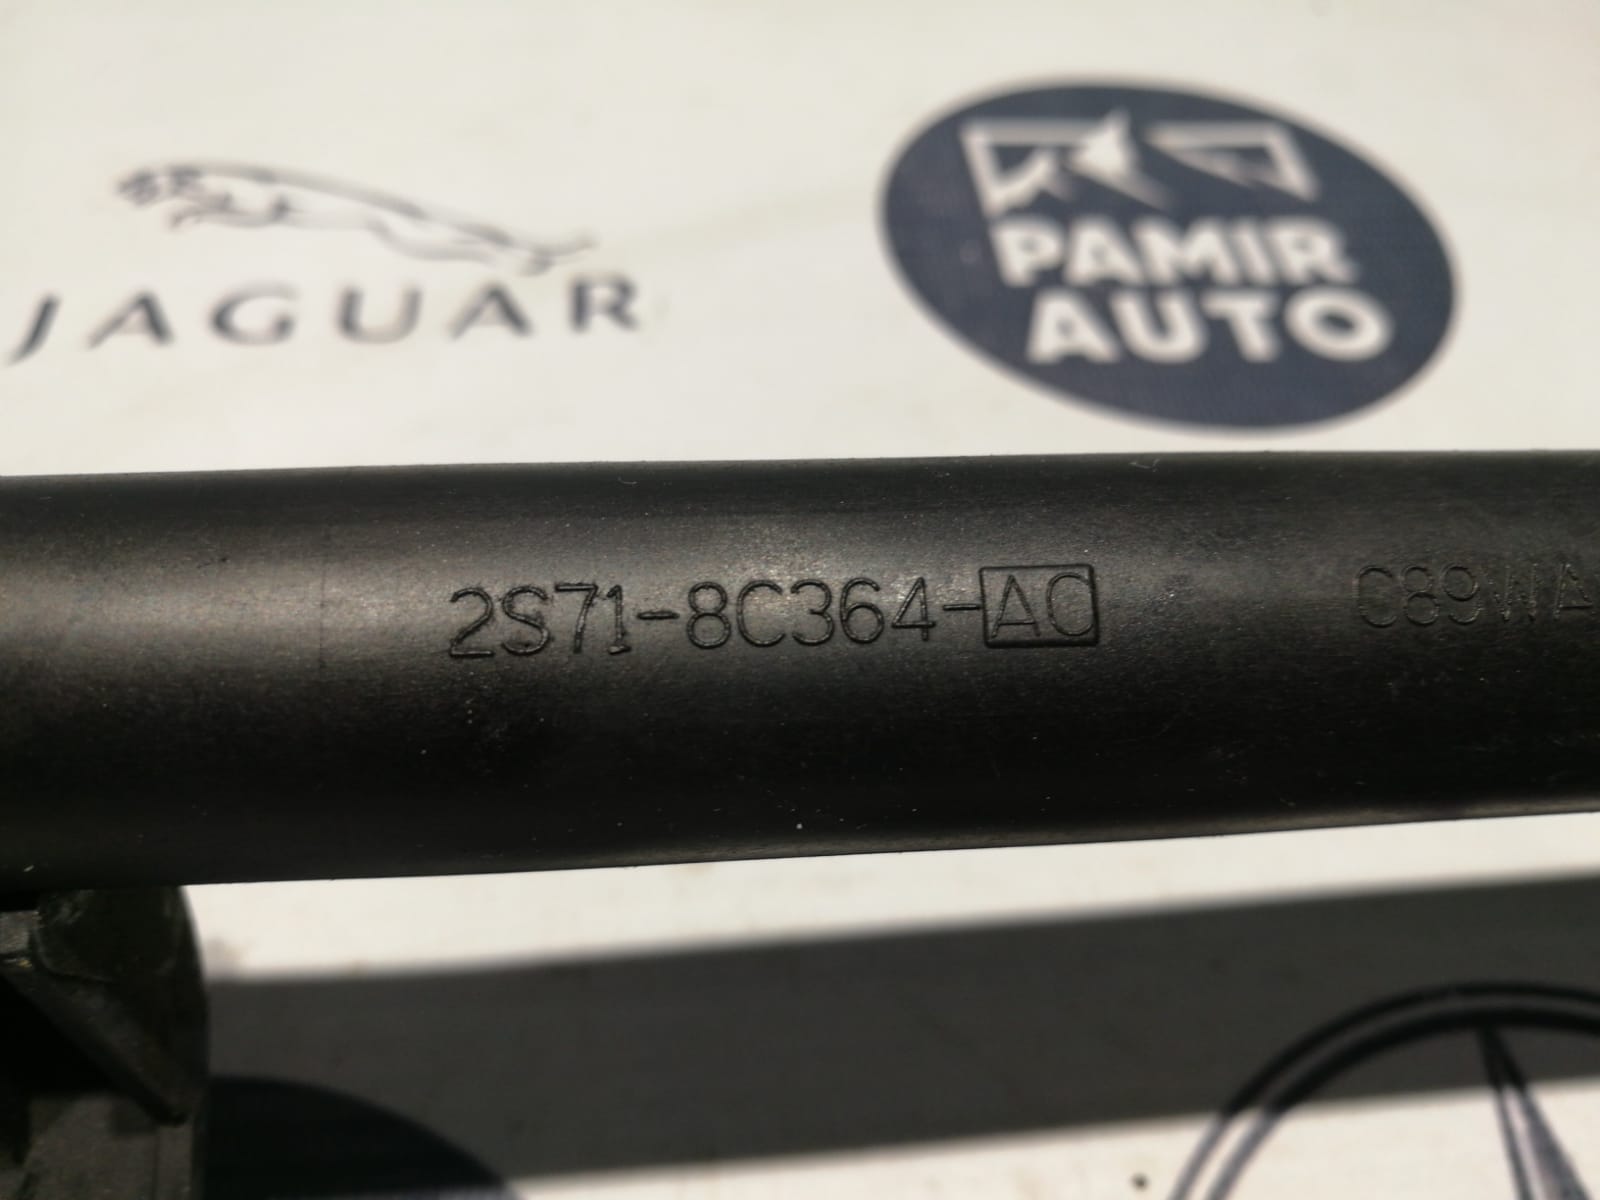 JAGUAR
PAMIR
AUTO
2S71-8C364-AC
C89WA